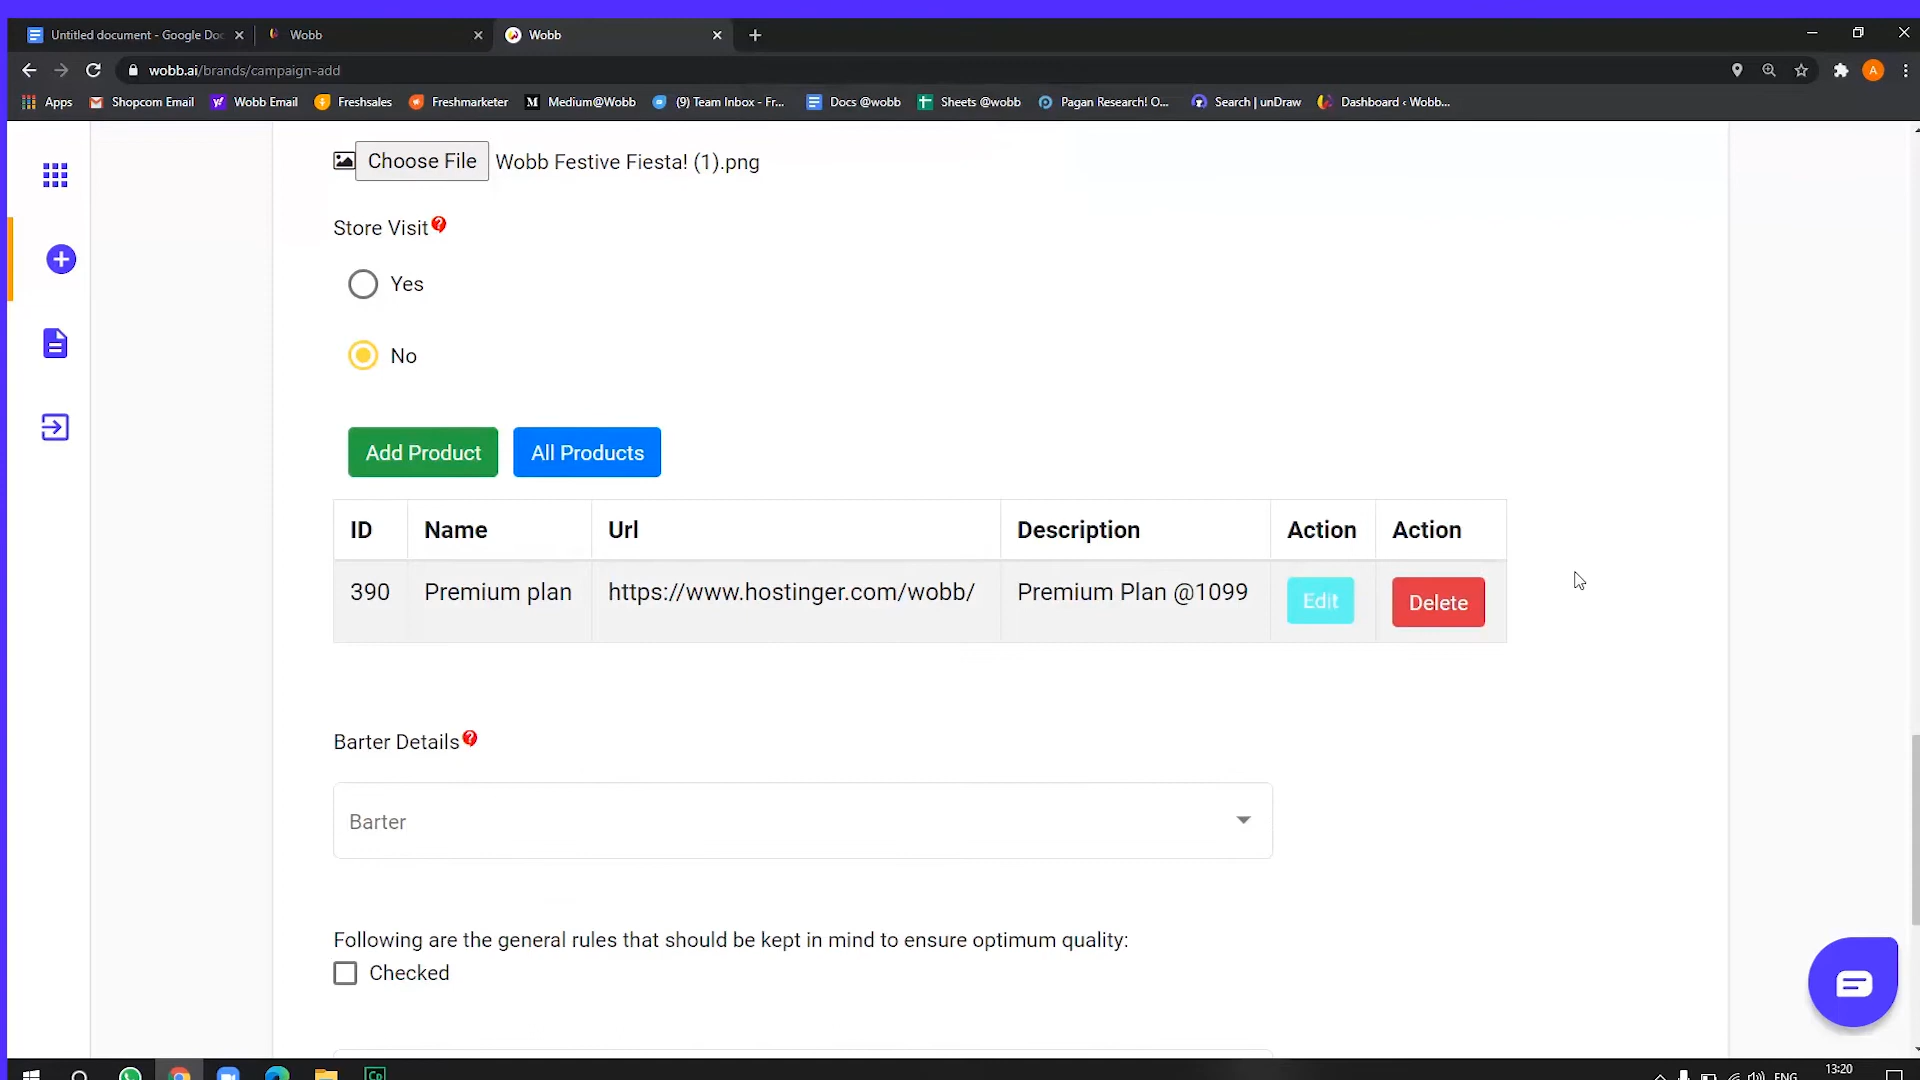 Untitled document - Google Doc
Wobb
Wobb
wobb.ai/brands/campaign-add
Apps
Shopcom Email
Wobb Email
Freshsales
Freshmarketer
Medium@Wobb
(9) Team Inbox - Fr...
Docs @wobb
Sheets @wobb
Pagan Research! O...
Search | unDraw
Dashboard ‹ Wobb...
A
Choose File Wobb Festive Fiesta! (1).png
Store Visit
Yes
No
Add Product
All Products
ID Name Url Description Action Action
390 Premium plan https://www.hostinger.com/wobb/ Premium Plan @1099 Edit Delete
Barter Details
Barter
Following are the general rules that should be kept in mind to ensure optimum quality:
Checked
ENG
13:20